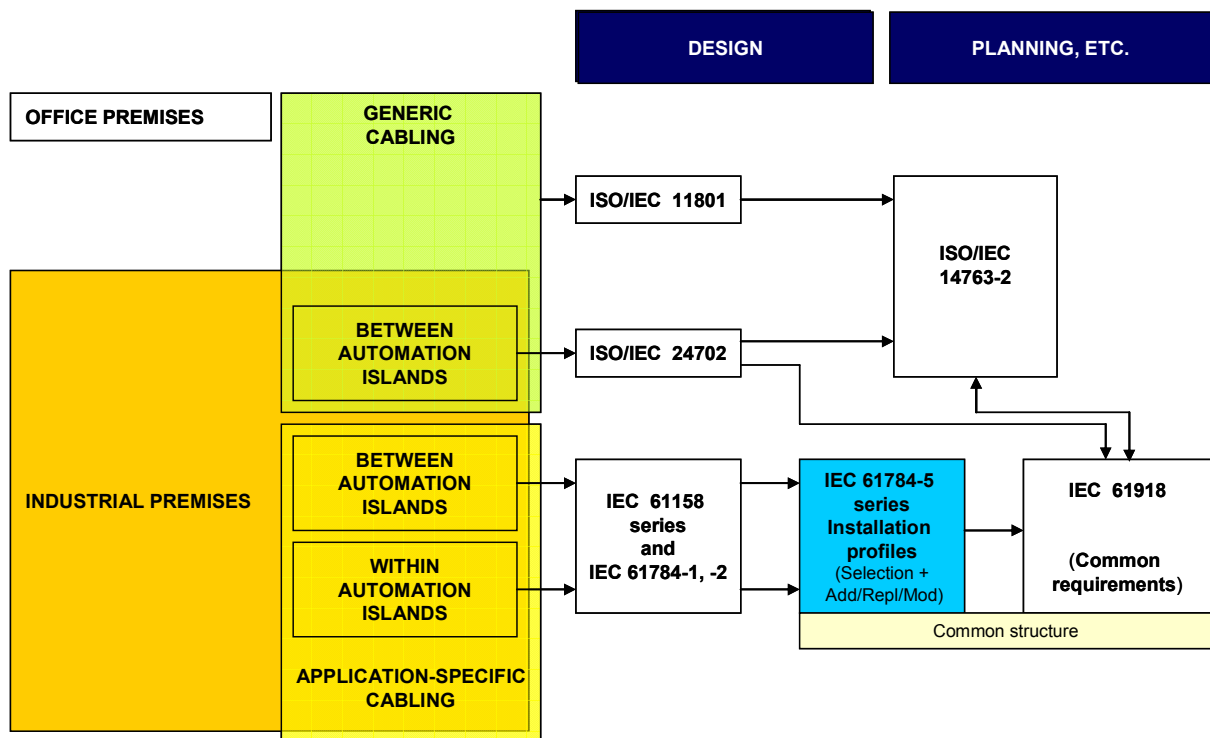 DESIGN
PLANNING, ETC.
OFFICE PREMISES
GENERIC
CABLING
ISO/IEC 11801
ISO/IEC
14763-2
BETWEEN
AUTOMATION
ISLANDS
ISO/IEC 24702
INDUSTRIAL PREMISES
BETWEEN
AUTOMATION
ISLANDS
WITHIN
AUTOMATION
ISLANDS
APPLICATION-SPECIFIC
CABLING
IEC 61158
series
and
IEC 61784-1, -2
IEC 61784-5
series
Installation
profiles
(Selection +
Add/Repl/Mod)
IEC 61918
(Common
requirements)
Common structure